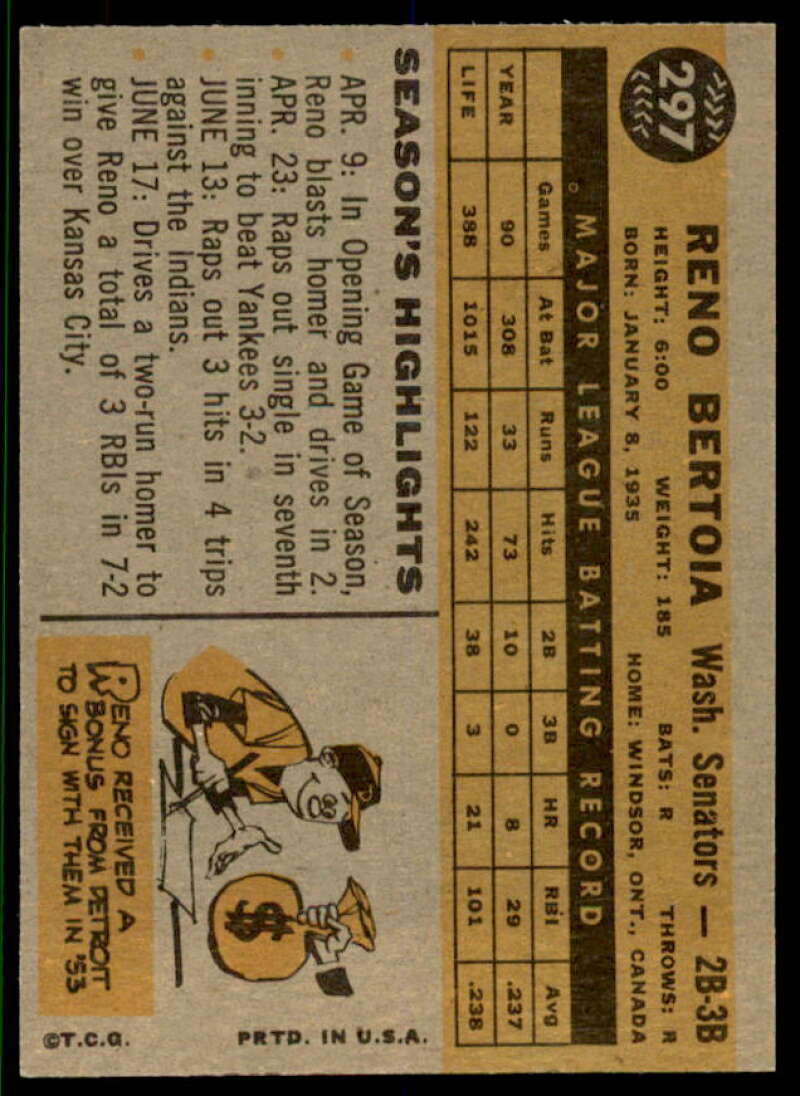 297
RENO BERTOIA Wash. Senators — 2B-3B
HEIGHT: 6:00 WEIGHT: 185 BATS: R THROWS: R
BORN: JANUARY 8, 1935 HOME: WINDSOR, ONT., CANADA
MAJOR LEAGUE BATTING RECORD
Games At Bat Runs Hits 2B 3B HR RBI Avg
YEAR 90 308 33 73 10 0 8 29 .237
LIFE 388 1015 122 242 38 3 21 101 .238
SEASON'S HIGHLIGHTS
APR. 9: In Opening Game of Season,
Reno blasts homer and drives in 2.
APR. 23: Raps out single in seventh
inning to beat Yankees 3-2.
JUNE 13: Raps out 3 hits in 4 trips
against the Indians.
JUNE 17: Drives a two-run homer to
give Reno a total of 3 RBIs in 7-2
win over Kansas City.
$
RENO RECEIVED A
BONUS FROM DETROIT
TO SIGN WITH THEM IN '53
PRTD. IN U.S.A.
©T.C.G.